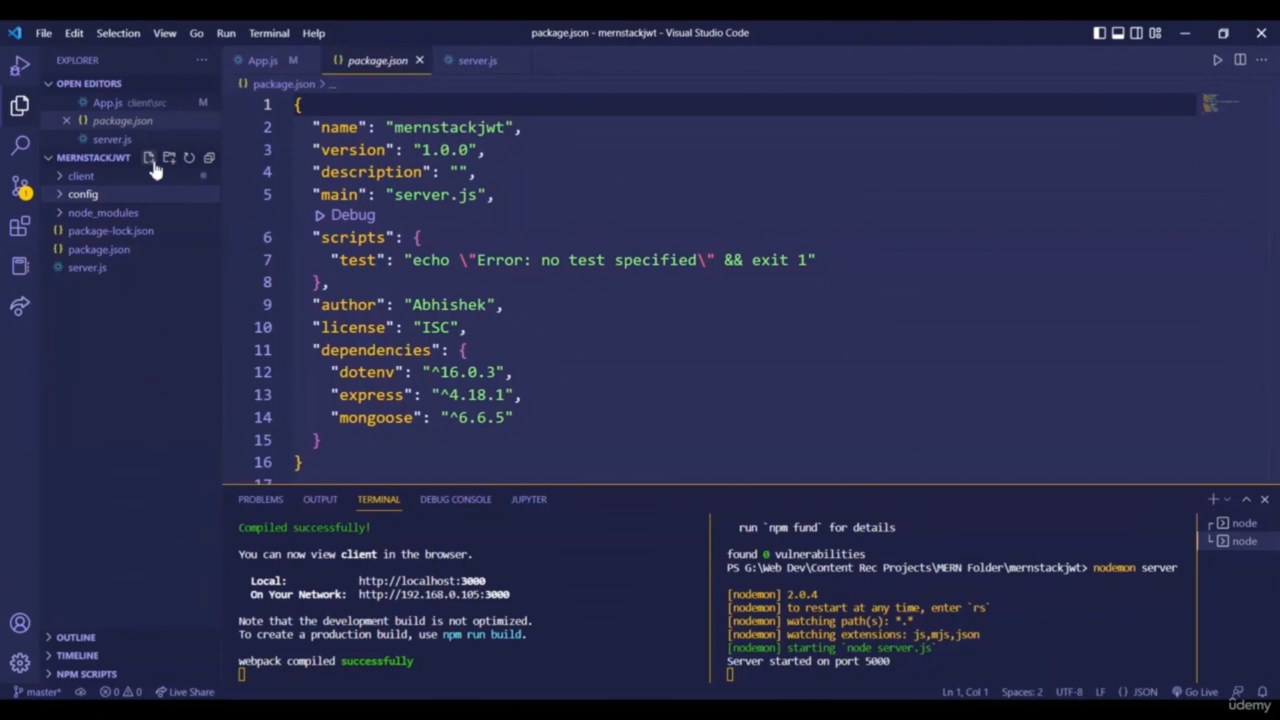 File Edit Selection View Go Run Terminal Help
package.json - mernstackjwt - Visual Studio Code
EXPLORER
OPEN EDITORS
App.js client\src M
{} package.json
server.js
MERNSTACKJWT
client
config
node_modules
{} package-lock.json
{} package.json
server.js
OUTLINE
TIMELINE
NPM SCRIPTS
App.js M
{} package.json
server.js
{} package.json > ...
1 {
2 "name": "mernstackjwt",
3 "version": "1.0.0",
4 "description": "",
5 "main": "server.js",
Debug
6 "scripts": {
7 "test": "echo \"Error: no test specified\" && exit 1"
8 },
9 "author": "Abhishek",
10 "license": "ISC",
11 "dependencies": {
12 "dotenv": "^16.0.3",
13 "express": "^4.18.1",
14 "mongoose": "^6.6.5"
15 }
16 }
17
PROBLEMS OUTPUT TERMINAL DEBUG CONSOLE JUPYTER
Compiled successfully!
You can now view client in the browser.
Local: http://localhost:3000
On Your Network: http://192.168.0.105:3000
Note that the development build is not optimized.
To create a production build, use npm run build.
webpack compiled successfully
run `npm fund` for details
found 0 vulnerabilities
PS G:\Web Dev\Content Rec Projects\MERN Folder\mernstackjwt> nodemon server
[nodemon] 2.0.4
[nodemon] to restart at any time, enter `rs`
[nodemon] watching path(s): *.*
[nodemon] watching extensions: js,mjs,json
[nodemon] starting `node server.js`
Server started on port 5000
node
node
master* 0 0 Live Share
Ln 1, Col 1 Spaces: 2 UTF-8 LF {} JSON Go Live
udemy